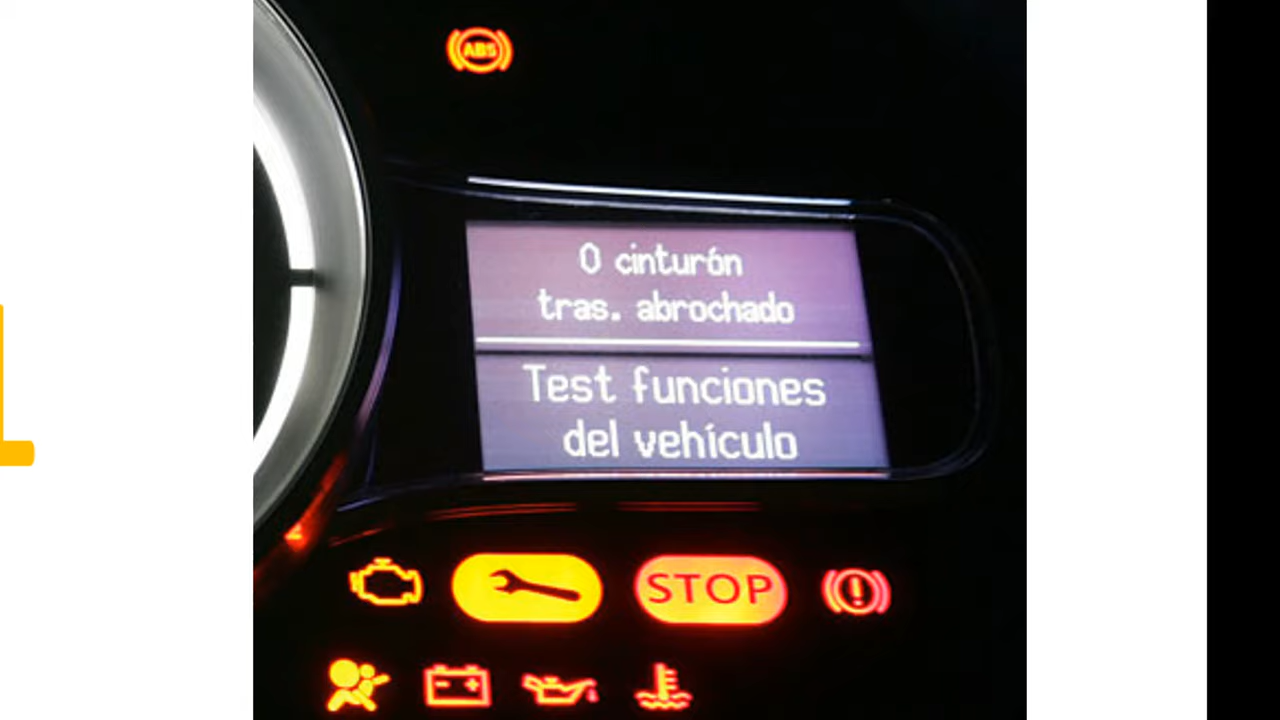 ABS
0 cinturón
tras. abrochado
Test funciones
del vehículo
STOP